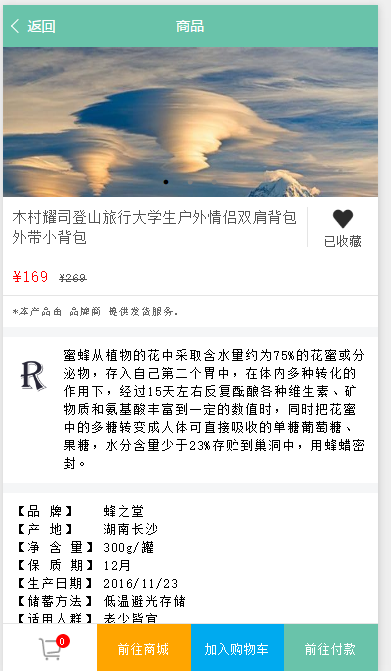 返回
商品
木村耀司登山旅行大学生户外情侣双肩背包
外带小背包
已收藏
¥169 ¥269
*本产品由 品牌商 提供发货服务。
R
蜜蜂从植物的花中采取含水量约为75%的花蜜或分
泌物，存入自己第二个胃中，在体内多种转化的
作用下，经过15天左右反复酝酿各种维生素、矿
物质和氨基酸丰富到一定的数值时，同时把花蜜
中的多糖转变成人体可直接吸收的单糖葡萄糖、
果糖，水分含量少于23%存贮到巢洞中，用蜂蜡密
封。
【品 牌】 蜂之堂
【产 地】 湖南长沙
【净 含 量】 300g/罐
【保 质 期】 12月
【生产日期】 2016/11/23
【储蓄方法】 低温避光存储
【适用人群】 老少皆宜
0
前往商城
加入购物车
前往付款